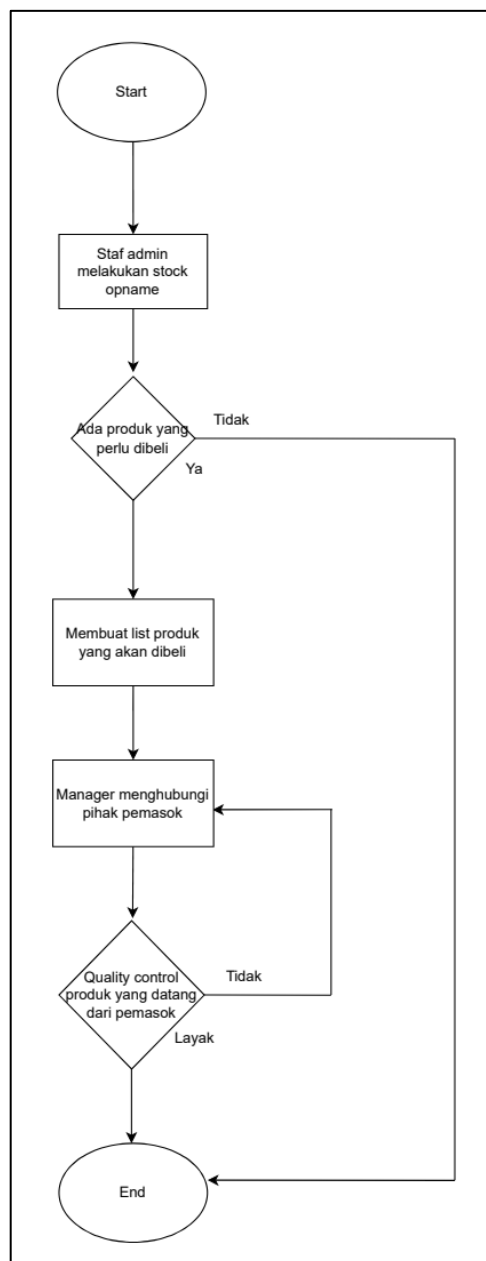 Start
Staf admin
melakukan stock
opname
Ada produk yang
perlu dibeli
Tidak
Ya
Membuat list produk
yang akan dibeli
Manager menghubungi
pihak pemasok
Quality control
produk yang datang
dari pemasok
Tidak
Layak
End